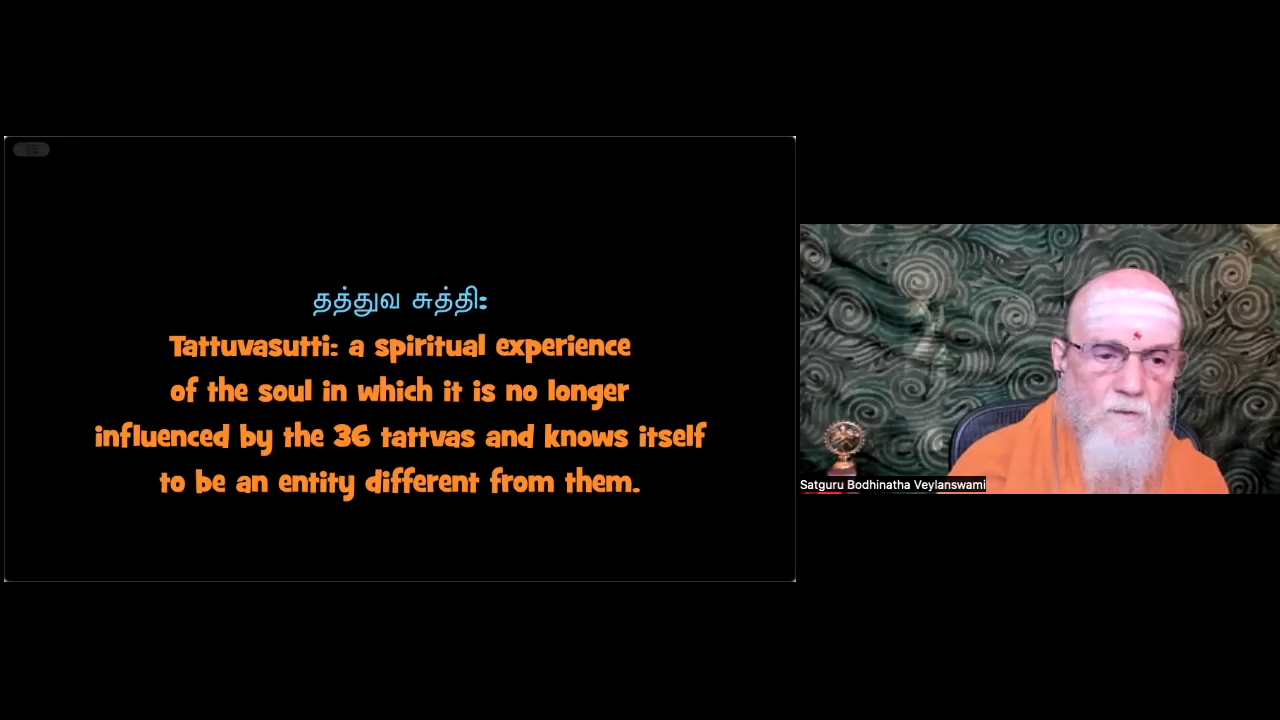 தத்துவ சுத்தி:
Tattuvasutti: a spiritual experience
of the soul in which it is no longer
influenced by the 36 tattvas and knows itself
to be an entity different from them.
Satguru Bodhinatha Veylanswami